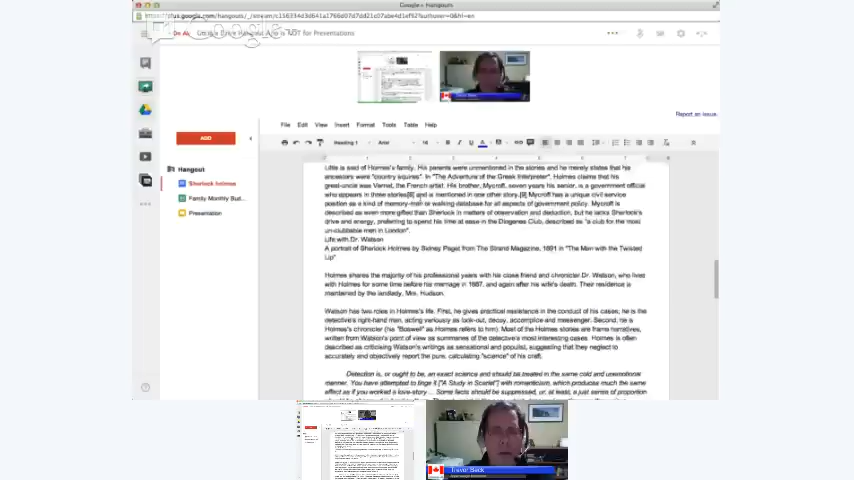 Google+ Hangouts
Google
Google Drive Hangout App is NOT for Presentations
Trevor Beck
Report an issue
File Edit View Insert Format Tools Table Help
ADD
Heading 1 Arial
Hangout
Sherlock holmes
Family Monthly Bud...
Presentation
Little is said of Holmes's family. His parents were unmentioned in the stories and he merely states that his
ancestors were "country squires". In "The Adventure of the Greek Interpreter", Holmes claims that his
great-uncle was Vernet, the French artist. His brother, Mycroft, seven years his senior, is a government official
who appears in three stories[8] and is mentioned in one other story.[9] Mycroft has a unique civil service
position as a kind of memory-man or walking database for all aspects of government policy. Mycroft is
described as even more gifted than Sherlock in matters of observation and deduction, but he lacks Sherlock's
drive and energy, preferring to spend his time at ease in the Diogenes Club, described as "a club for the most
un-clubbable men in London".
Life with Dr. Watson
A portrait of Sherlock Holmes by Sidney Paget from The Strand Magazine, 1891 in "The Man with the Twisted
Lip"
Holmes shares the majority of his professional years with his close friend and chronicler Dr. Watson, who lives
with Holmes for some time before his marriage in 1887, and again after his wife's death. Their residence is
maintained by the landlady, Mrs. Hudson.
Watson has two roles in Holmes's life. First, he gives practical assistance in the conduct of his cases; he is the
detective's right-hand man, acting variously as look-out, decoy, accomplice and messenger. Second, he is
Holmes's chronicler (his "Boswell" as Holmes refers to him). Most of the Holmes stories are frame narratives,
written from Watson's point of view as summaries of the detective's most interesting cases. Holmes is often
described as criticising Watson's writings as sensational and populist, suggesting that they neglect to
accurately and objectively report the pure, calculating "science" of his craft.
Detection is, or ought to be, an exact science and should be treated in the same cold and unemotional
manner. You have attempted to tinge it ["A Study in Scarlet"] with romanticism, which produces much the same
effect as if you worked a love-story ... Some facts should be suppressed, or, at least, a just sense of proportion
Trevor Beck